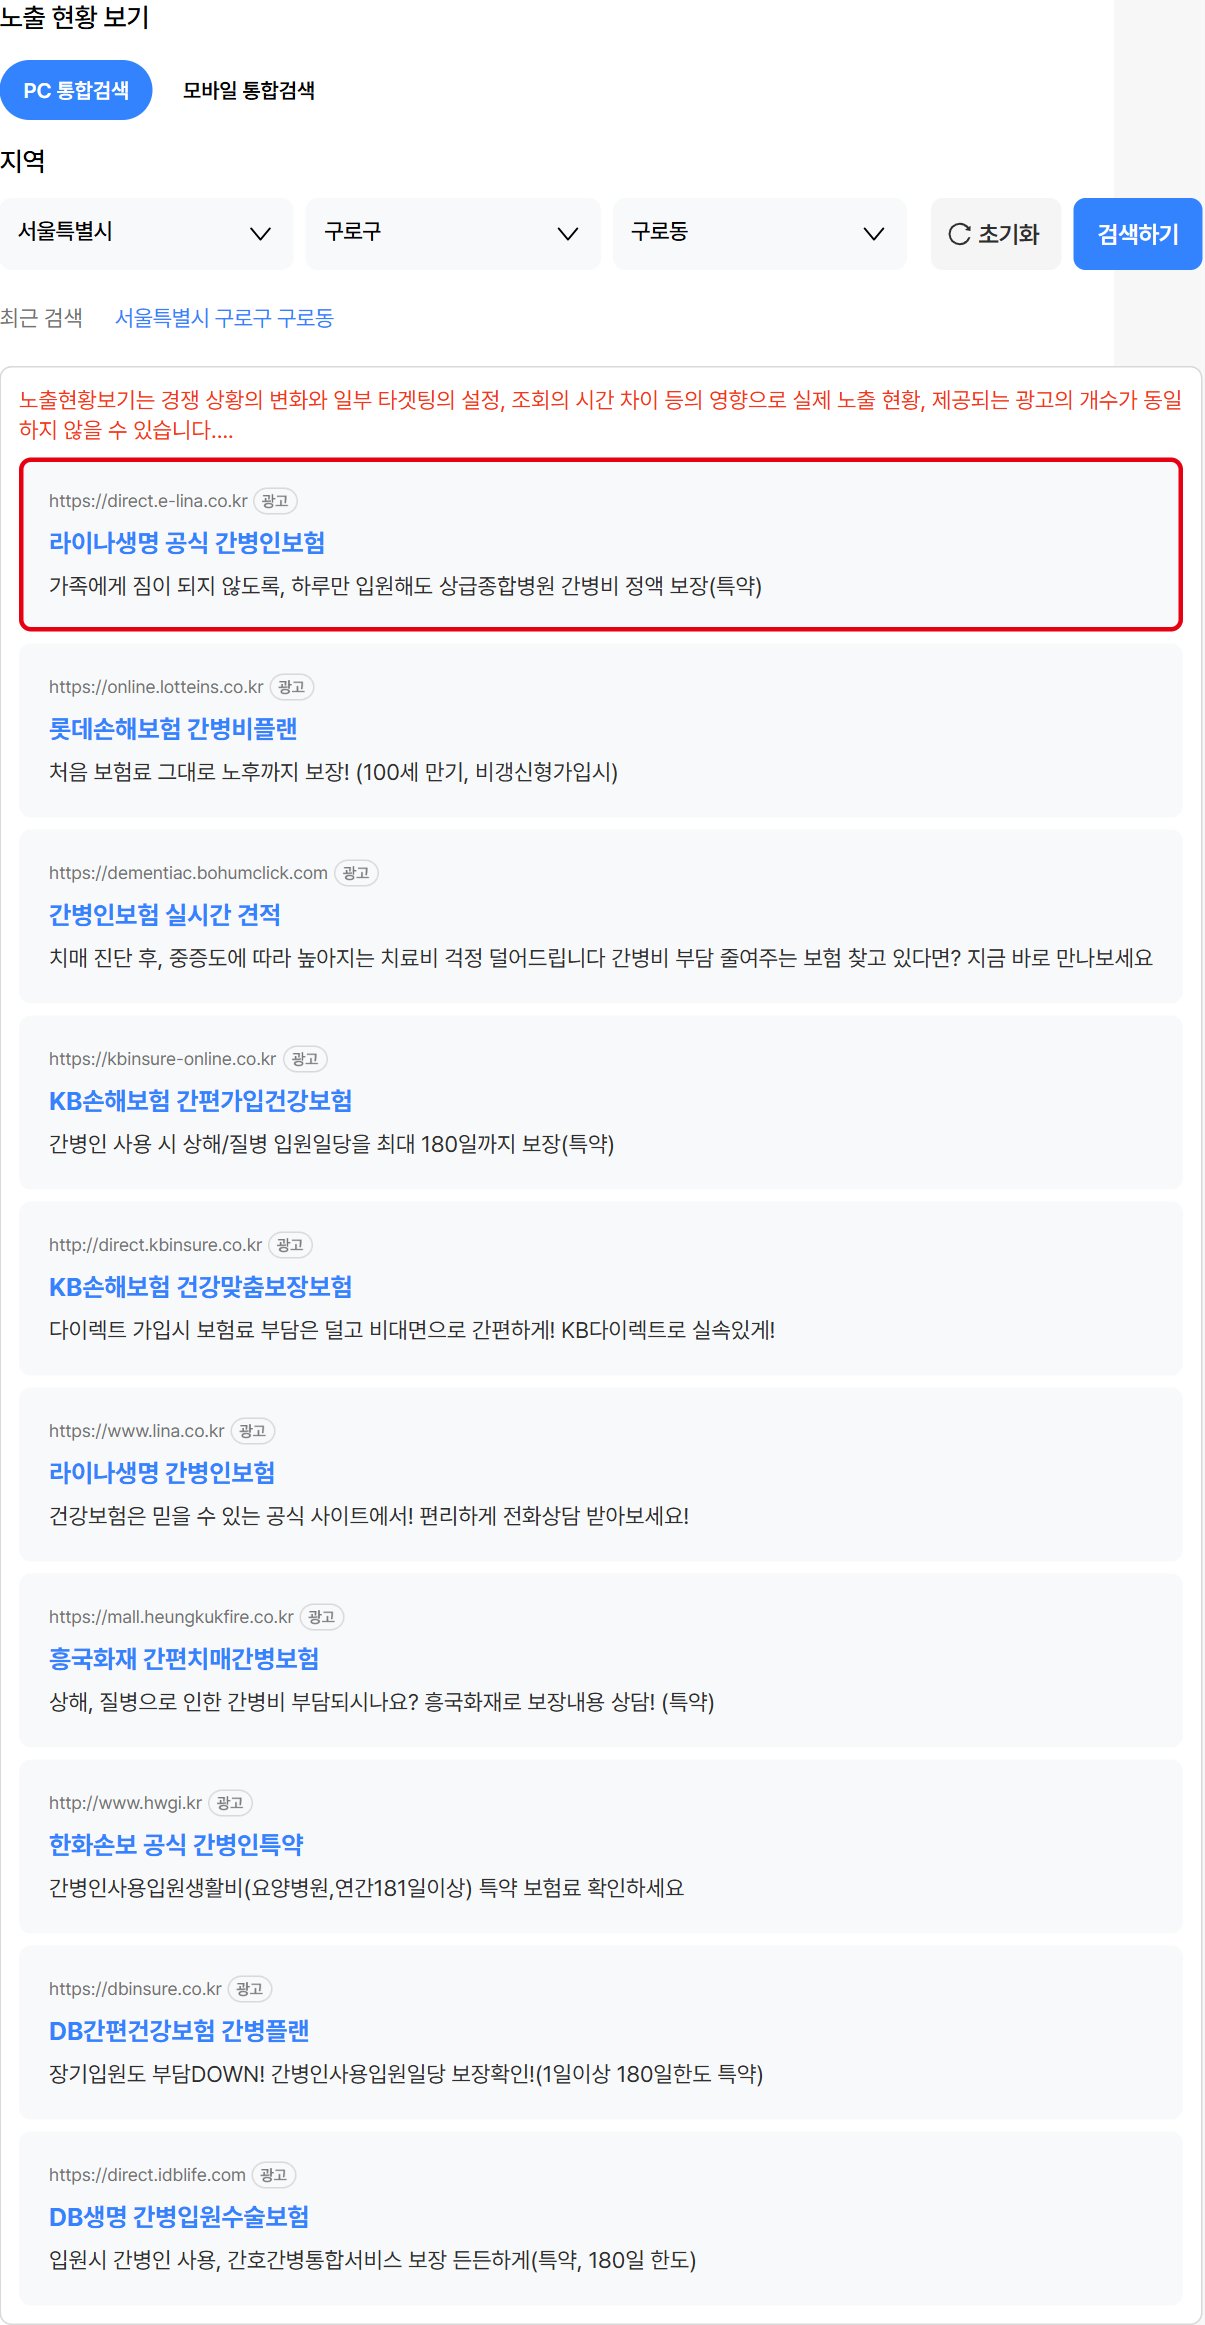 노출 현황 보기
PC 통합검색 모바일 통합검색
지역
서울특별시 구로구 구로동 초기화 검색하기
최근 검색 서울특별시 구로구 구로동
노출현황보기는 경쟁 상황의 변화와 일부 타겟팅의 설정, 조회의 시간 차이 등의 영향으로 실제 노출 현황, 제공되는 광고의 개수가 동일
하지 않을 수 있습니다....
https://direct.e-lina.co.kr 광고
라이나생명 공식 간병인보험
가족에게 짐이 되지 않도록, 하루만 입원해도 상급종합병원 간병비 정액 보장(특약)
https://online.lotteins.co.kr 광고
롯데손해보험 간병비플랜
처음 보험료 그대로 노후까지 보장! (100세 만기, 비갱신형가입시)
https://dementiac.bohumclick.com 광고
간병인보험 실시간 견적
치매 진단 후, 중증도에 따라 높아지는 치료비 걱정 덜어드립니다 간병비 부담 줄여주는 보험 찾고 있다면? 지금 바로 만나보세요
https://kbinsure-online.co.kr 광고
KB손해보험 간편가입건강보험
간병인 사용 시 상해/질병 입원일당을 최대 180일까지 보장(특약)
http://direct.kbinsure.co.kr 광고
KB손해보험 건강맞춤보장보험
다이렉트 가입시 보험료 부담은 덜고 비대면으로 간편하게! KB다이렉트로 실속있게!
https://www.lina.co.kr 광고
라이나생명 간병인보험
건강보험은 믿을 수 있는 공식 사이트에서! 편리하게 전화상담 받아보세요!
https://mall.heungkukfire.co.kr 광고
흥국화재 간편치매간병보험
상해, 질병으로 인한 간병비 부담되시나요? 흥국화재로 보장내용 상담! (특약)
http://www.hwgi.kr 광고
한화손보 공식 간병인특약
간병인사용입원생활비(요양병원,연간181일이상) 특약 보험료 확인하세요
https://dbinsure.co.kr 광고
DB간편건강보험 간병플랜
장기입원도 부담DOWN! 간병인사용입원일당 보장확인!(1일이상 180일한도 특약)
https://direct.idblife.com 광고
DB생명 간병입원수술보험
입원시 간병인 사용, 간호간병통합서비스 보장 든든하게(특약, 180일 한도)